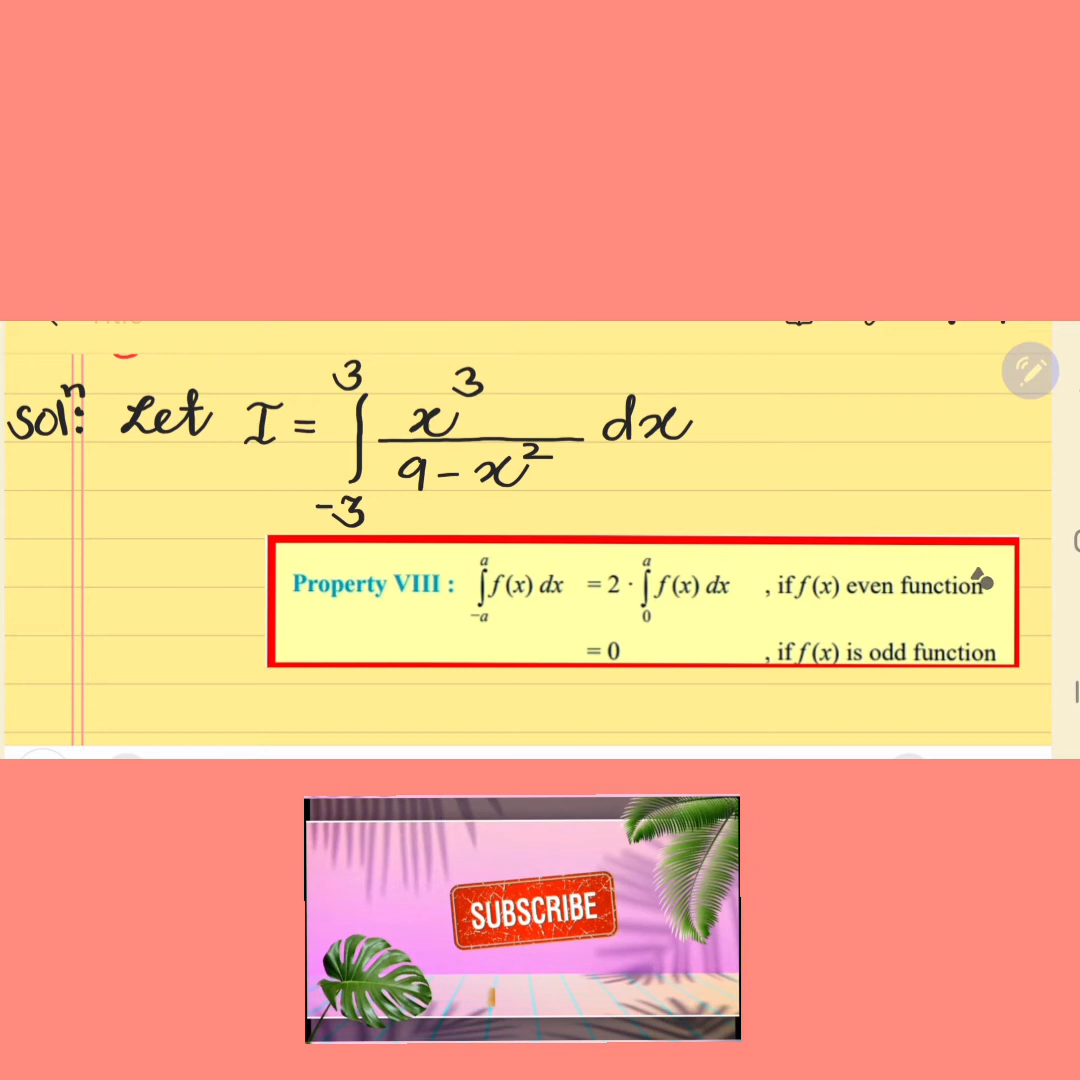 solⁿ: Let I = ∫₋₃³ x³/(9 - x²) dx
Property VIII : ∫₋ₐᵃ f(x) dx = 2 · ∫₀ᵃ f(x) dx , if f(x) even function
= 0 , if f(x) is odd function
SUBSCRIBE